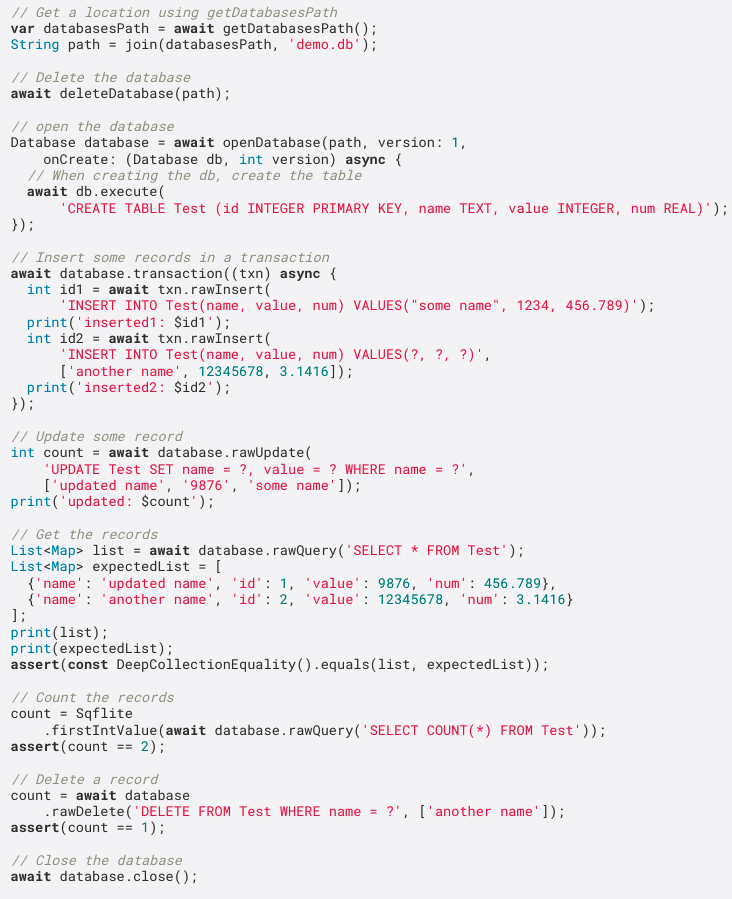 // Get a location using getDatabasesPath
var databasesPath = await getDatabasesPath();
String path = join(databasesPath, 'demo.db');

// Delete the database
await deleteDatabase(path);

// open the database
Database database = await openDatabase(path, version: 1,
    onCreate: (Database db, int version) async {
  // When creating the db, create the table
  await db.execute(
      'CREATE TABLE Test (id INTEGER PRIMARY KEY, name TEXT, value INTEGER, num REAL)');
});

// Insert some records in a transaction
await database.transaction((txn) async {
  int id1 = await txn.rawInsert(
      'INSERT INTO Test(name, value, num) VALUES("some name", 1234, 456.789)');
  print('inserted1: $id1');
  int id2 = await txn.rawInsert(
      'INSERT INTO Test(name, value, num) VALUES(?, ?, ?)',
      ['another name', 12345678, 3.1416]);
  print('inserted2: $id2');
});

// Update some record
int count = await database.rawUpdate(
    'UPDATE Test SET name = ?, value = ? WHERE name = ?',
    ['updated name', '9876', 'some name']);
print('updated: $count');

// Get the records
List<Map> list = await database.rawQuery('SELECT * FROM Test');
List<Map> expectedList = [
  {'name': 'updated name', 'id': 1, 'value': 9876, 'num': 456.789},
  {'name': 'another name', 'id': 2, 'value': 12345678, 'num': 3.1416}
];
print(list);
print(expectedList);
assert(const DeepCollectionEquality().equals(list, expectedList));

// Count the records
count = Sqflite
    .firstIntValue(await database.rawQuery('SELECT COUNT(*) FROM Test'));
assert(count == 2);

// Delete a record
count = await database
    .rawDelete('DELETE FROM Test WHERE name = ?', ['another name']);
assert(count == 1);

// Close the database
await database.close();